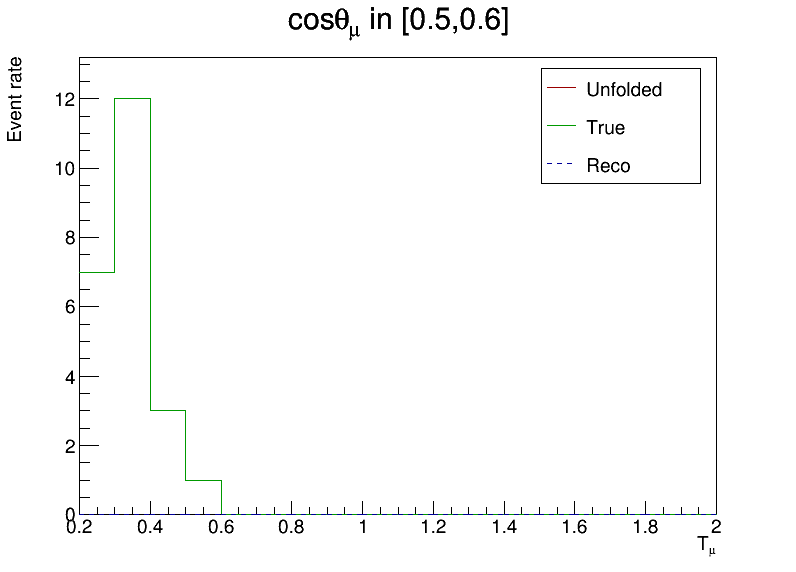 cosθμ in [0.5,0.6]
Event rate
Unfolded
True
Reco
12
10
8
6
4
2
0
0.2 0.4 0.6 0.8 1 1.2 1.4 1.6 1.8 2
Tμ